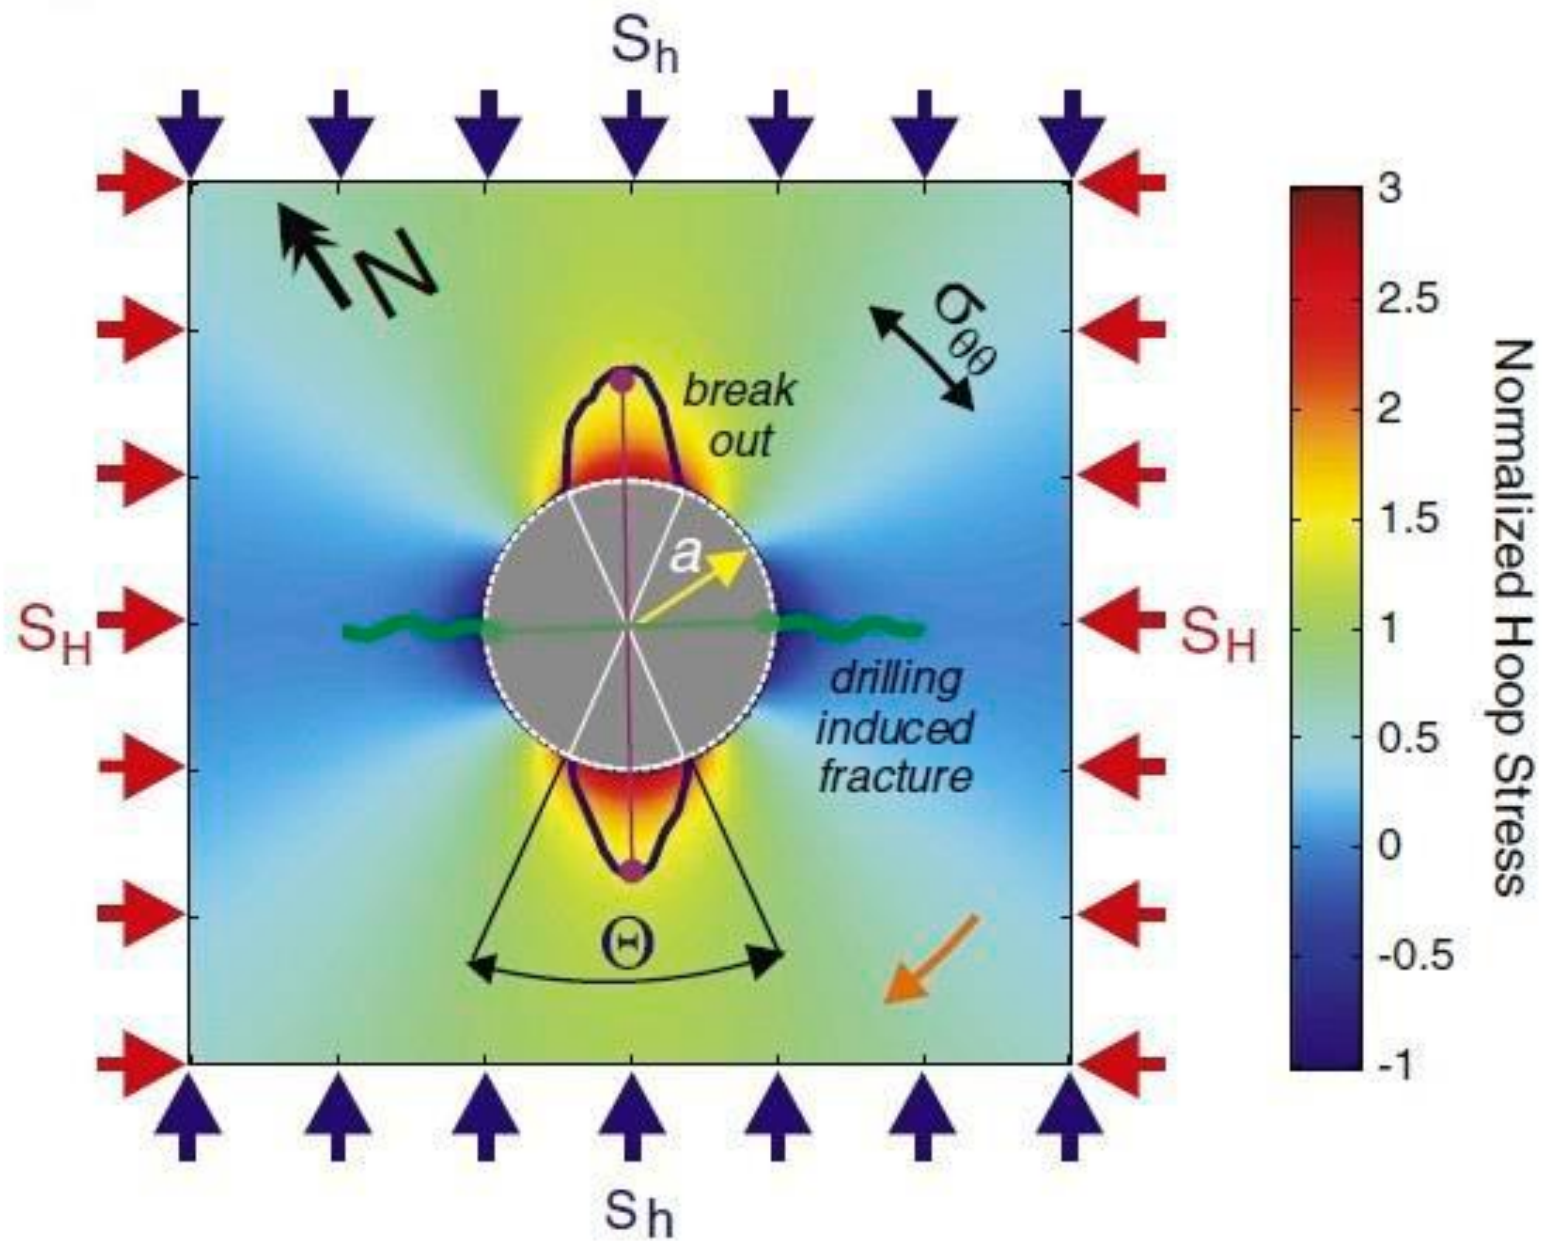 Sh
N
σθθ
break
out
a
SH
SH
drilling
induced
fracture
Θ
Sh
3
2.5
2
1.5
1
0.5
0
-0.5
-1
Normalized Hoop Stress